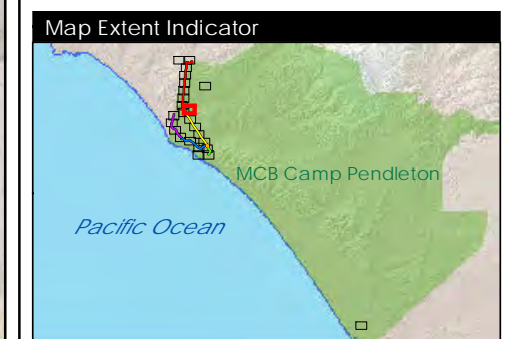 Map Extent Indicator
MCB Camp Pendleton
Pacific Ocean